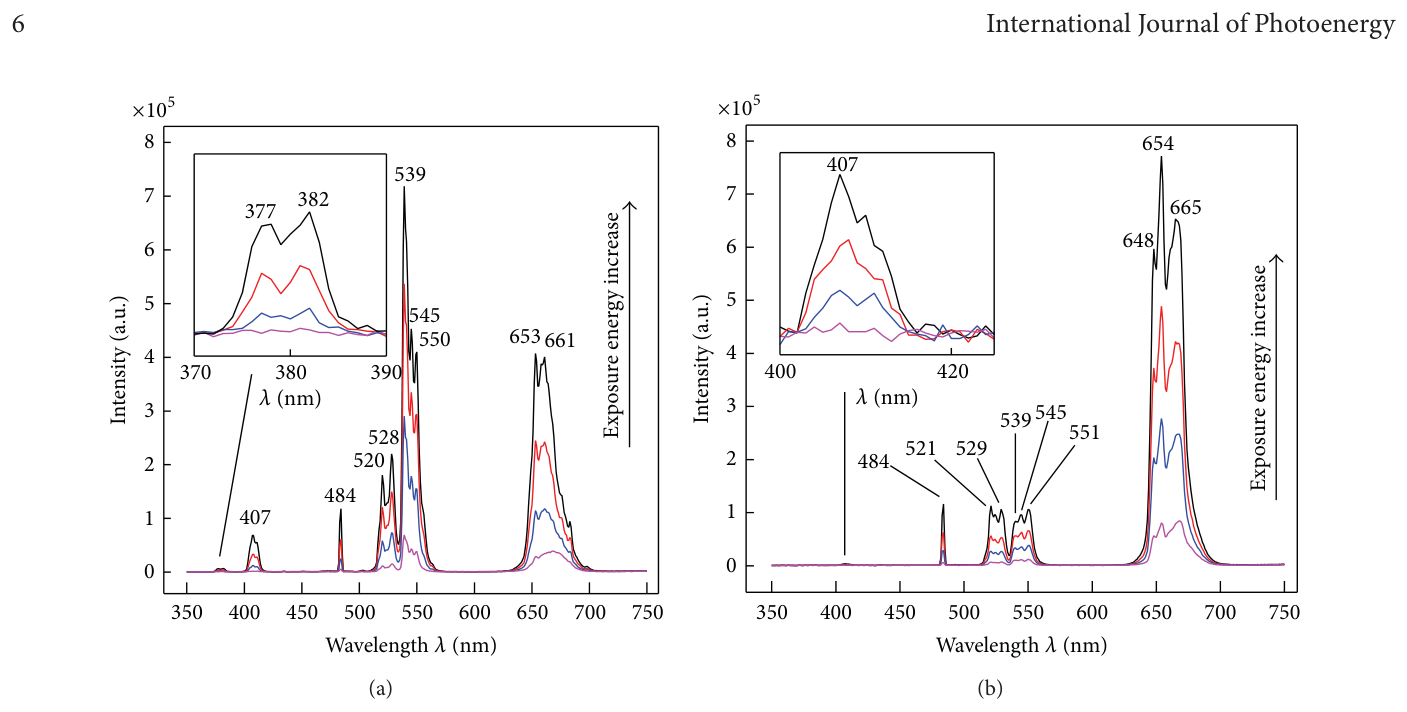 6 International Journal of Photoenergy
×10⁵
8
7
6
5
4
3
2
1
0
Intensity (a.u.)
377
382
370 380 390
λ (nm)
407
484
520
528
539
545
550
653 661
Exposure energy increase
350 400 450 500 550 600 650 700 750
Wavelength λ (nm)
(a)
×10⁵
8
7
6
5
4
3
2
1
0
Intensity (a.u.)
407
400 420
λ (nm)
484
521
529
539
545
551
648
654
665
Exposure energy increase
350 400 450 500 550 600 650 700 750
Wavelength λ (nm)
(b)